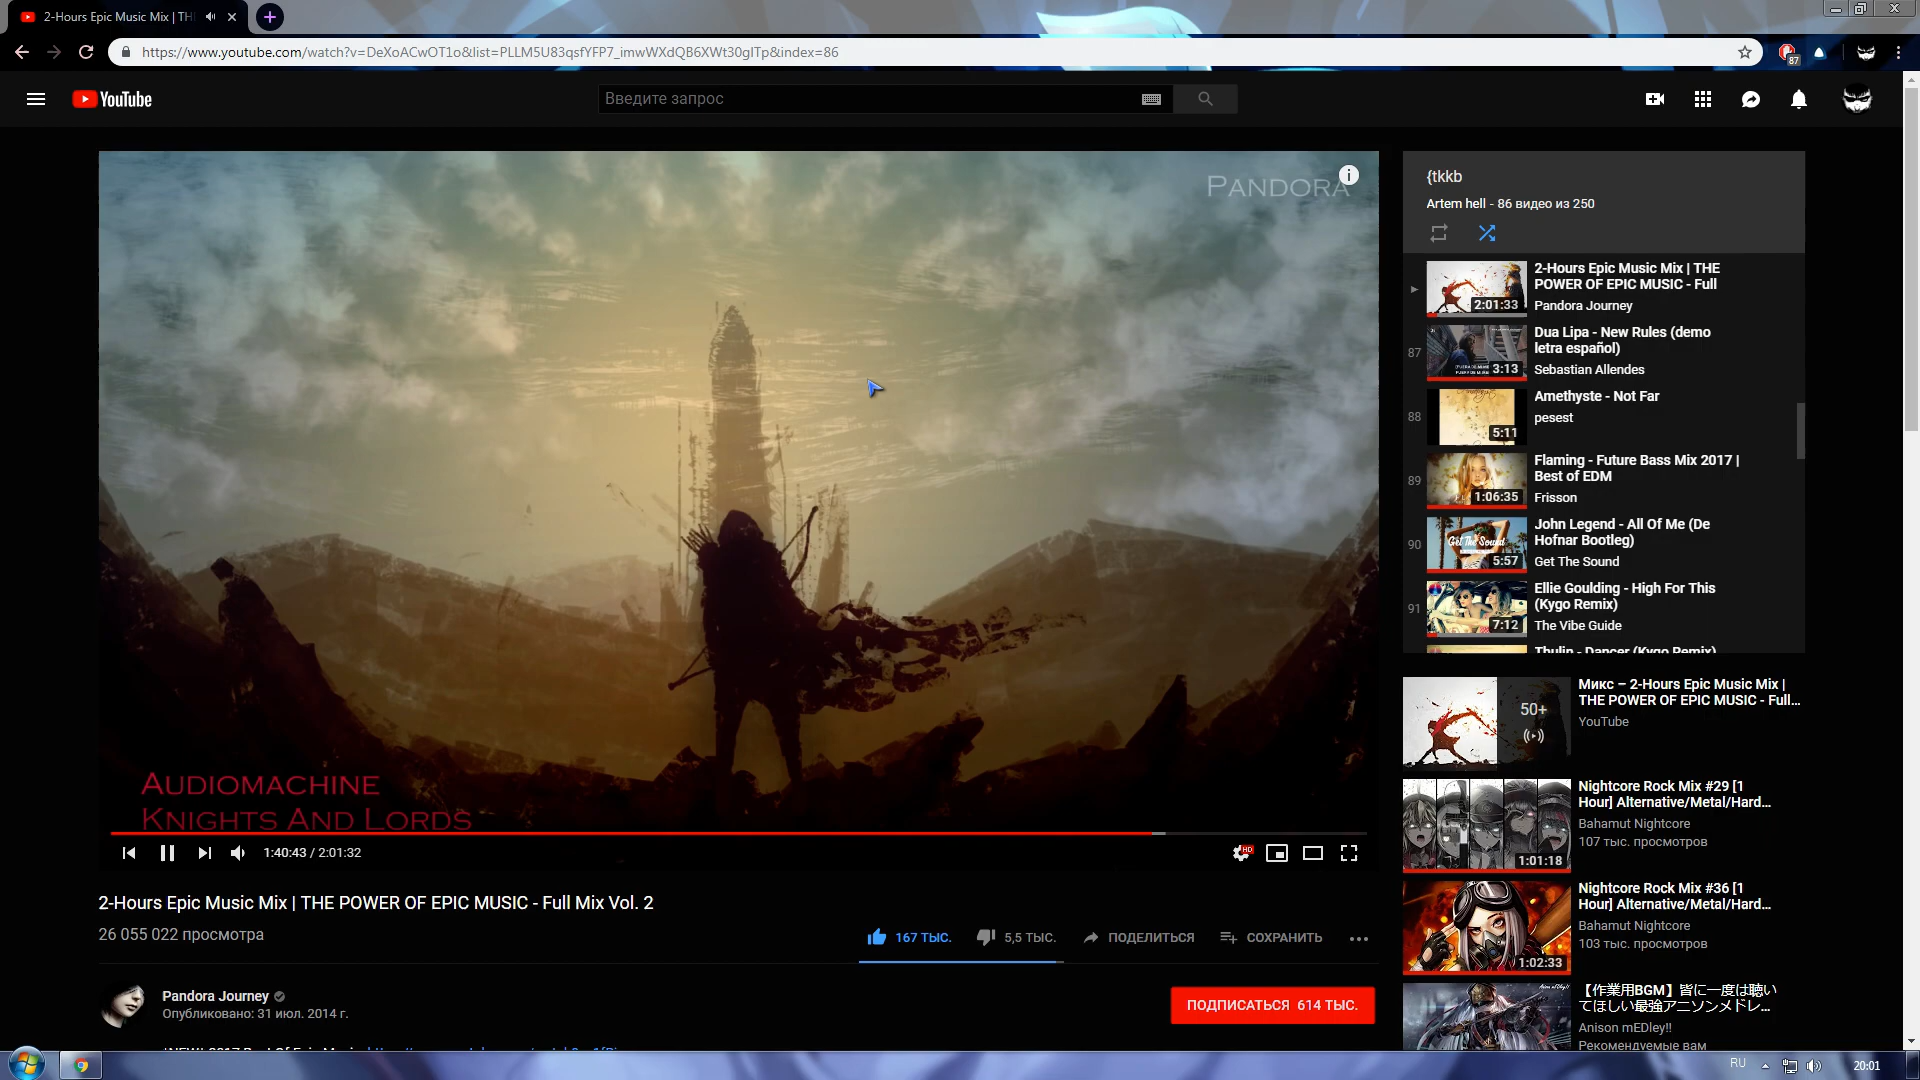 2-Hours Epic Music Mix | TH
https://www.youtube.com/watch?v=DeXoACwOT1o&list=PLLM5U83qsfYFP7_imwWXdQB6XWt30gITp&index=86
87
YouTube
Введите запрос
PANDORA
AUDIOMACHINE
KNIGHTS AND LORDS
1:40:43 / 2:01:32
HD
2-Hours Epic Music Mix | THE POWER OF EPIC MUSIC - Full Mix Vol. 2
26 055 022 просмотра
167 ТЫС.
5,5 ТЫС.
ПОДЕЛИТЬСЯ
СОХРАНИТЬ
Pandora Journey
Опубликовано: 31 июл. 2014 г.
ПОДПИСАТЬСЯ 614 ТЫС.
{tkkb
Artem hell - 86 видео из 250
2:01:33
2-Hours Epic Music Mix | THE
POWER OF EPIC MUSIC - Full
Pandora Journey
87
3:13
Dua Lipa - New Rules (demo
letra español)
Sebastian Allendes
88
5:11
Amethyste - Not Far
pesest
89
1:06:35
Flaming - Future Bass Mix 2017 |
Best of EDM
Frisson
90
Get The Sound
5:57
John Legend - All Of Me (De
Hofnar Bootleg)
Get The Sound
91
7:12
Ellie Goulding - High For This
(Kygo Remix)
The Vibe Guide
Thulin - Dancer (Kygo Remix)
50+
Микс – 2-Hours Epic Music Mix |
THE POWER OF EPIC MUSIC - Full...
YouTube
1:01:18
Nightcore Rock Mix #29 [1
Hour] Alternative/Metal/Hard...
Bahamut Nightcore
107 тыс. просмотров
1:02:33
Nightcore Rock Mix #36 [1
Hour] Alternative/Metal/Hard...
Bahamut Nightcore
103 тыс. просмотров
【作業用BGM】皆に一度は聴い
てほしい最強アニソンメドレ...
Anison mEDley!!
Рекомендуемые вам
RU
20:01